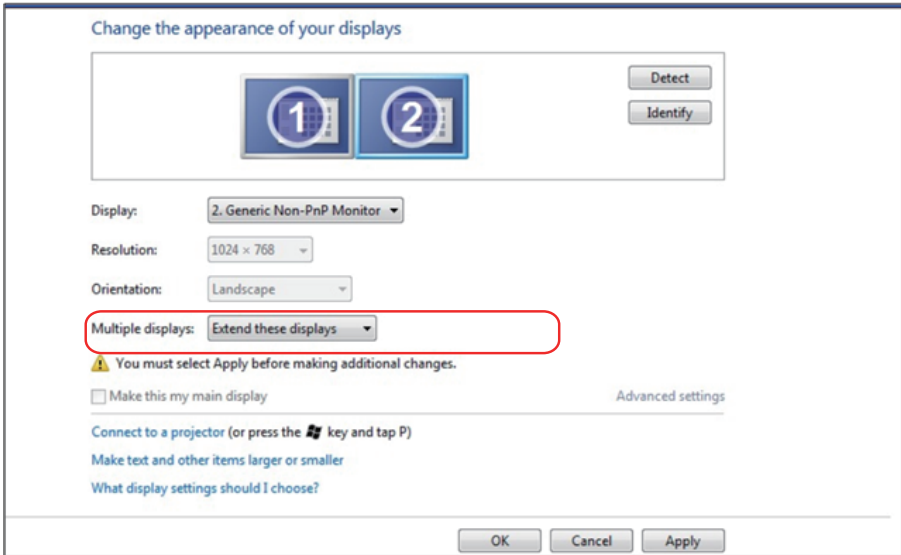 Change the appearance of your displays
1 2
Detect
Identify
Display: 2. Generic Non-PnP Monitor
Resolution: 1024 × 768
Orientation: Landscape
Multiple displays: Extend these displays
You must select Apply before making additional changes.
Make this my main display Advanced settings
Connect to a projector (or press the key and tap P)
Make text and other items larger or smaller
What display settings should I choose?
OK Cancel Apply